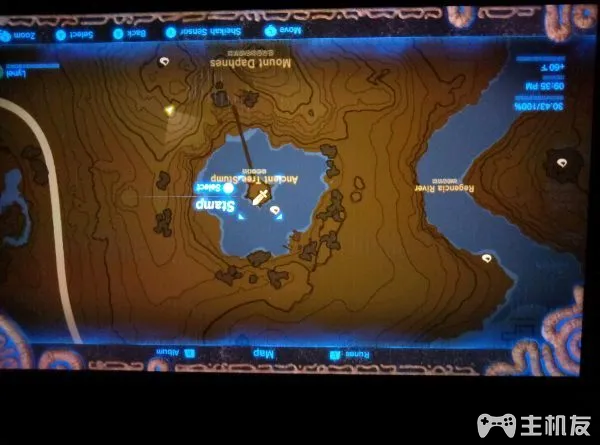 Runes
Map
Album
Stamp
Select
Ancient Tree Stump
Regencia River
30.43/100%
09:35 PM
+60 °F
Mount Daphnes
Lynel
Move
Sheikah Sensor
Back
Select
Zoom
主机友